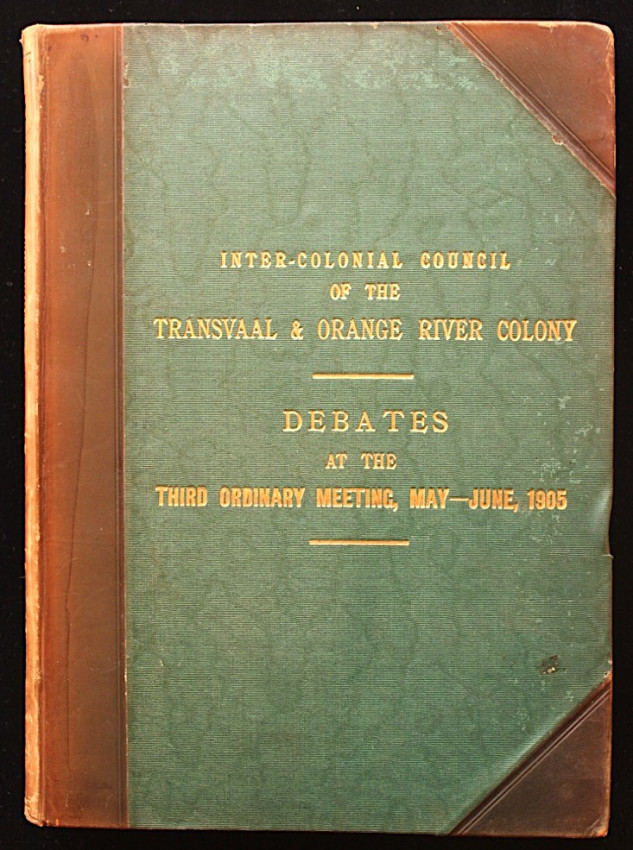 INTER-COLONIAL COUNCIL
OF THE
TRANSVAAL & ORANGE RIVER COLONY
DEBATES
AT THE
THIRD ORDINARY MEETING, MAY—JUNE, 1905